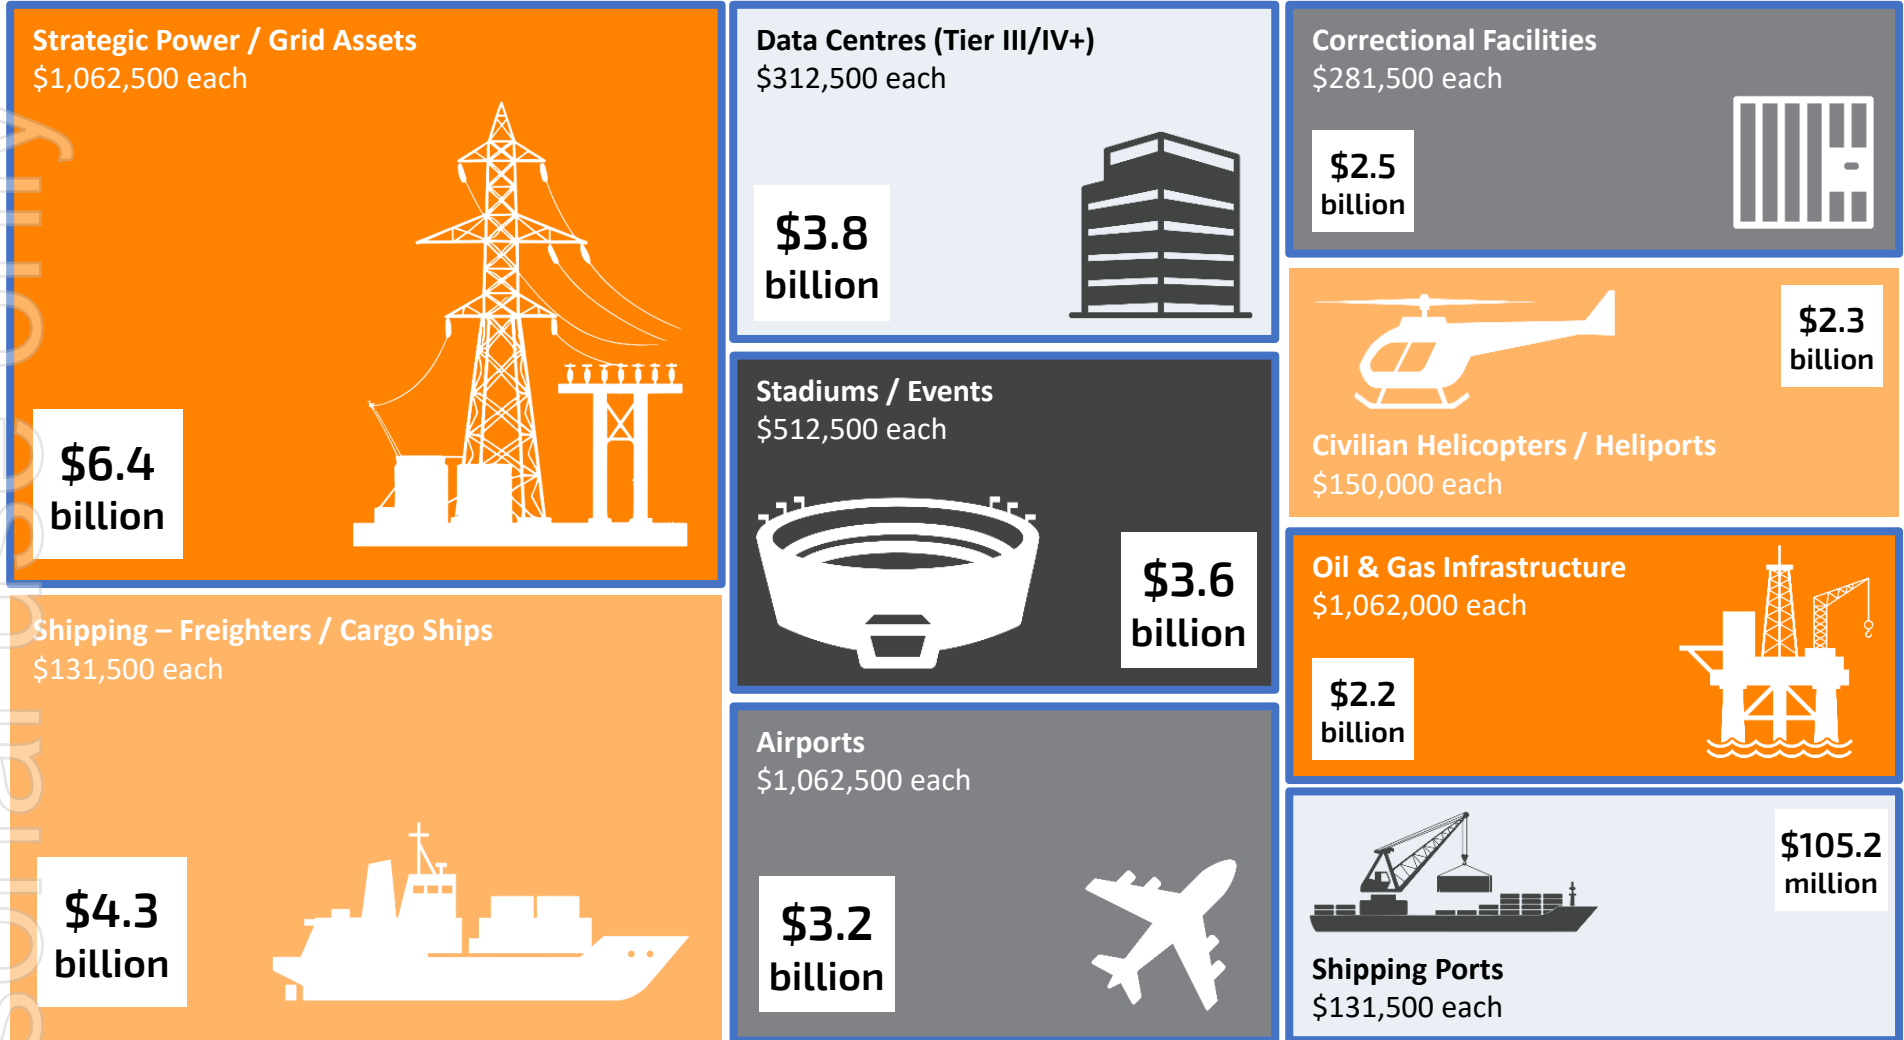 Strategic Power / Grid Assets
$1,062,500 each
$6.4
billion
Shipping – Freighters / Cargo Ships
$131,500 each
$4.3
billion
Data Centres (Tier III/IV+)
$312,500 each
$3.8
billion
Stadiums / Events
$512,500 each
$3.6
billion
Airports
$1,062,500 each
$3.2
billion
Correctional Facilities
$281,500 each
$2.5
billion
$2.3
billion
Civilian Helicopters / Heliports
$150,000 each
Oil & Gas Infrastructure
$1,062,000 each
$2.2
billion
$105.2
million
Shipping Ports
$131,500 each
sonal use only